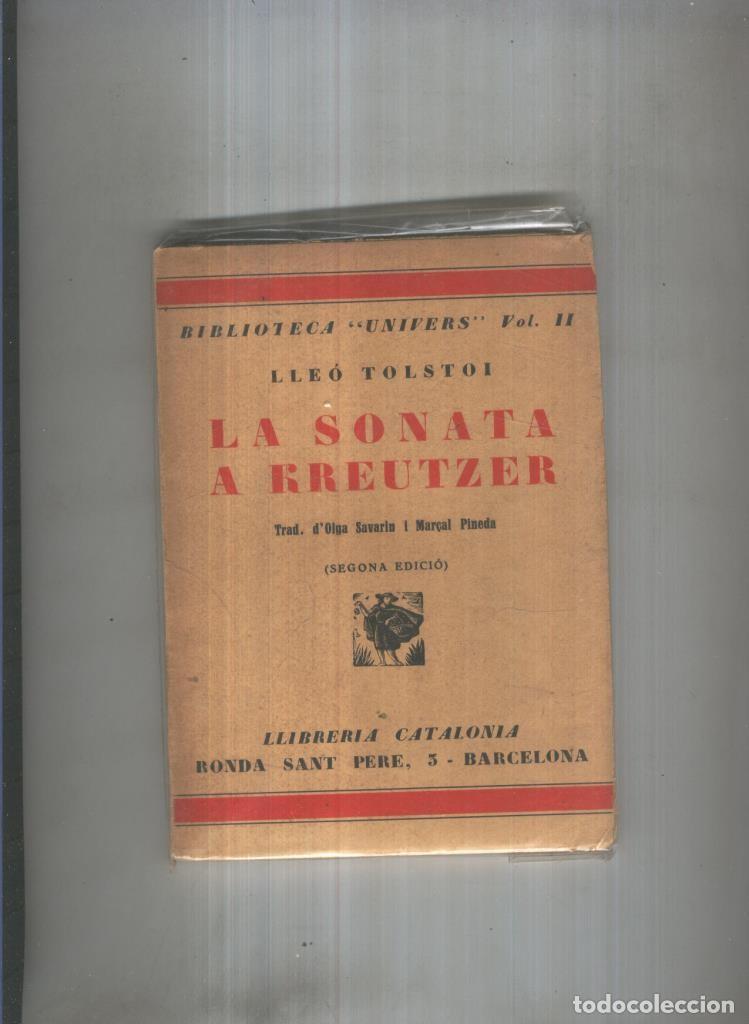 BIBLIOTECA “UNIVERS” Vol. II
LLEÓ TOLSTOI
LA SONATA
A KREUTZER
Trad. d'Olga Savarin i Marçal Pineda
(SEGONA EDICIÓ)
LLIBRERIA CATALONIA
RONDA SANT PERE, 3 - BARCELONA
todocoleccion